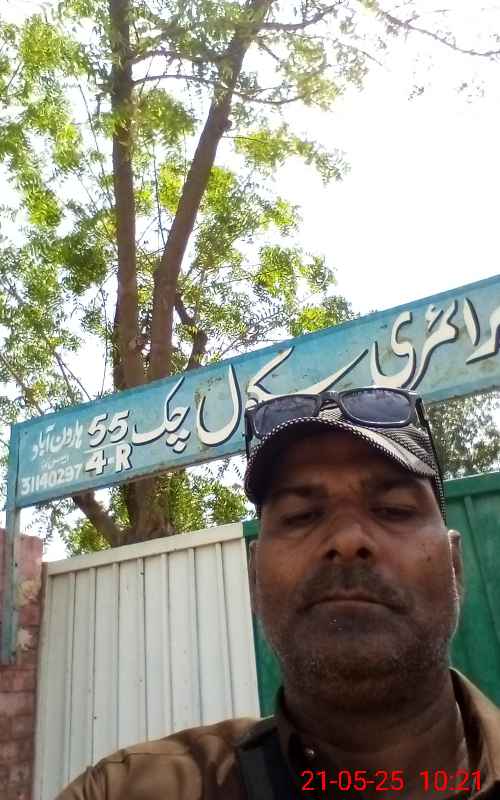 پرائمری سکول چک 55
4-R
ہارون آباد
31140297
21-05-25 10:21